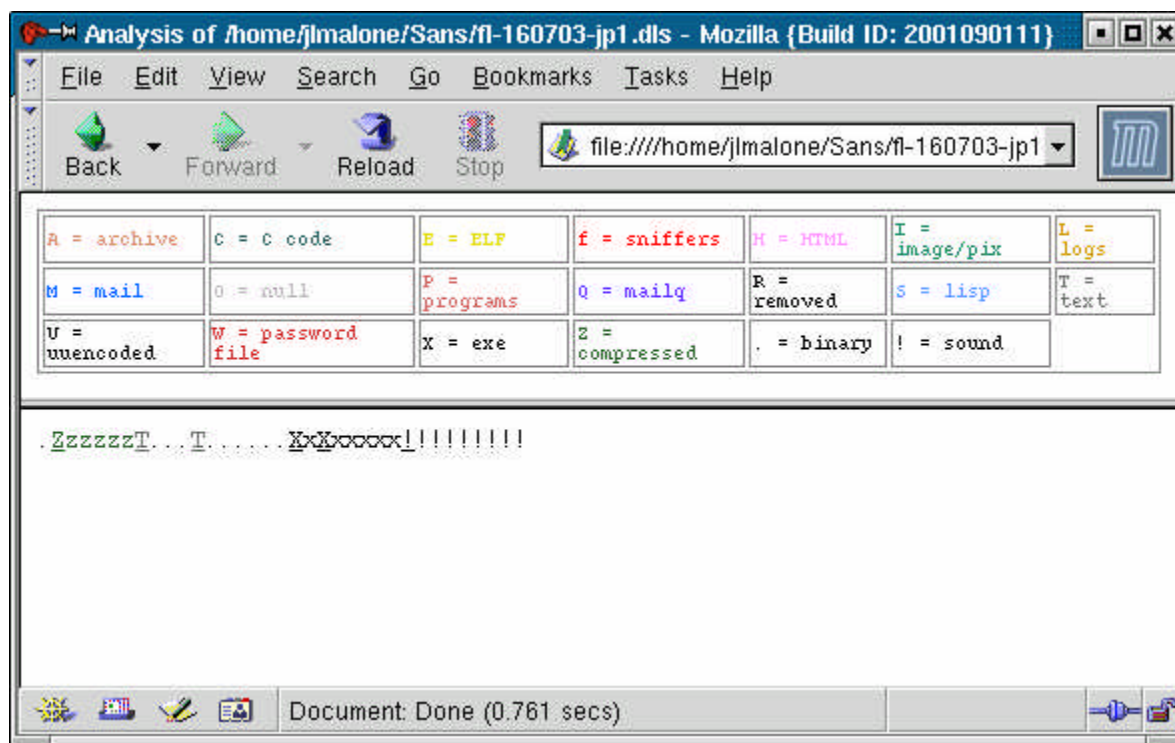 Analysis of /home/jlmalone/Sans/fl-160703-jp1.dls - Mozilla {Build ID: 2001090111}
File Edit View Search Go Bookmarks Tasks Help
Back Forward Reload Stop file:////home/jlmalone/Sans/fl-160703-jp1
A = archive C = C code E = ELF f = sniffers H = HTML I = image/pix L = logs
M = mail O = null P = programs Q = mailq R = removed S = lisp T = text
U = uuencoded W = password file X = exe Z = compressed . = binary ! = sound
.ZzzzzzT...T......XxXxxxxxx!!!!!!!!!
Document: Done (0.761 secs)